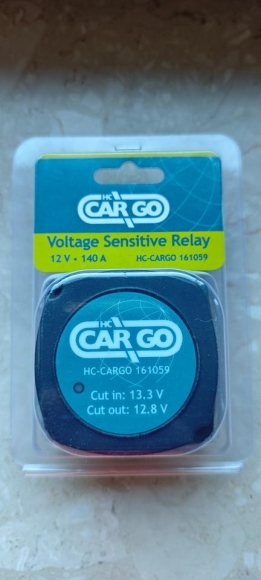 HC
CARGO
Voltage Sensitive Relay
12 V • 140 A HC-CARGO 161059
HC
CARGO
HC-CARGO 161059
Cut in: 13.3 V
Cut out: 12.8 V